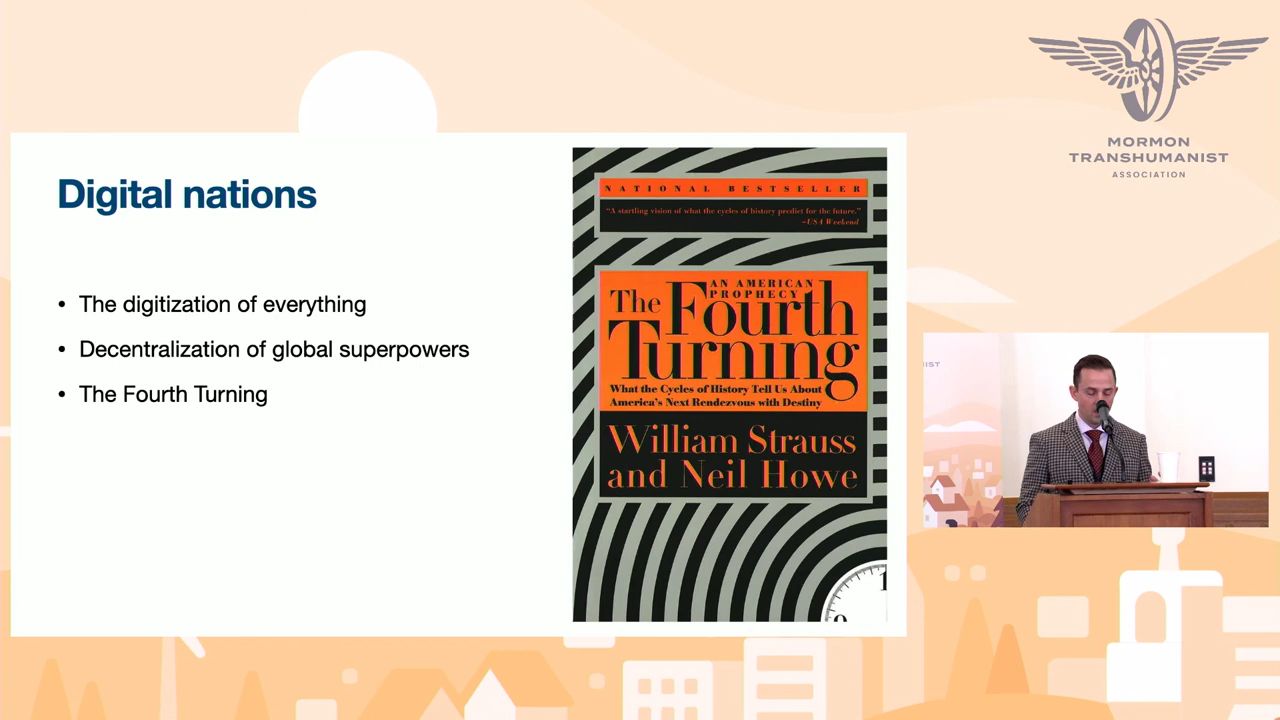 MORMON
TRANSHUMANIST
ASSOCIATION
Digital nations
• The digitization of everything
• Decentralization of global superpowers
• The Fourth Turning
NATIONAL BESTSELLER
"A startling vision of what the cycles of history predict for the future."
–USA Weekend
AN AMERICAN
PROPHECY
The Fourth
Turning
What the Cycles of History Tell Us About
America's Next Rendezvous with Destiny
William Strauss
and Neil Howe
1
IST